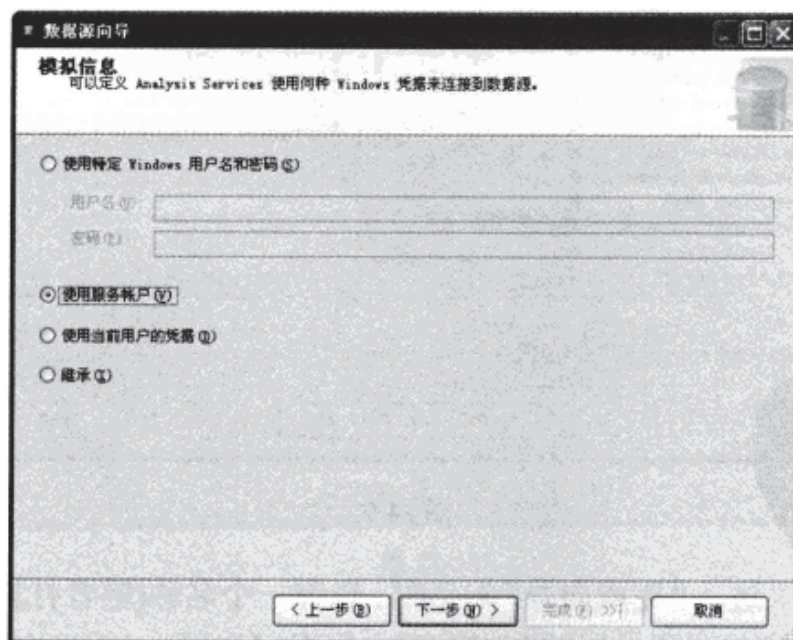 数据源向导
模拟信息
可以定义 Analysis Services 使用何种 Windows 凭据来连接到数据源。
使用特定 Windows 用户名和密码(S)
用户名(U):
密码(P):
使用服务帐户(V)
使用当前用户的凭据(D)
继承(I)
< 上一步(B)
下一步(N) >
完成(F) >>|
取消